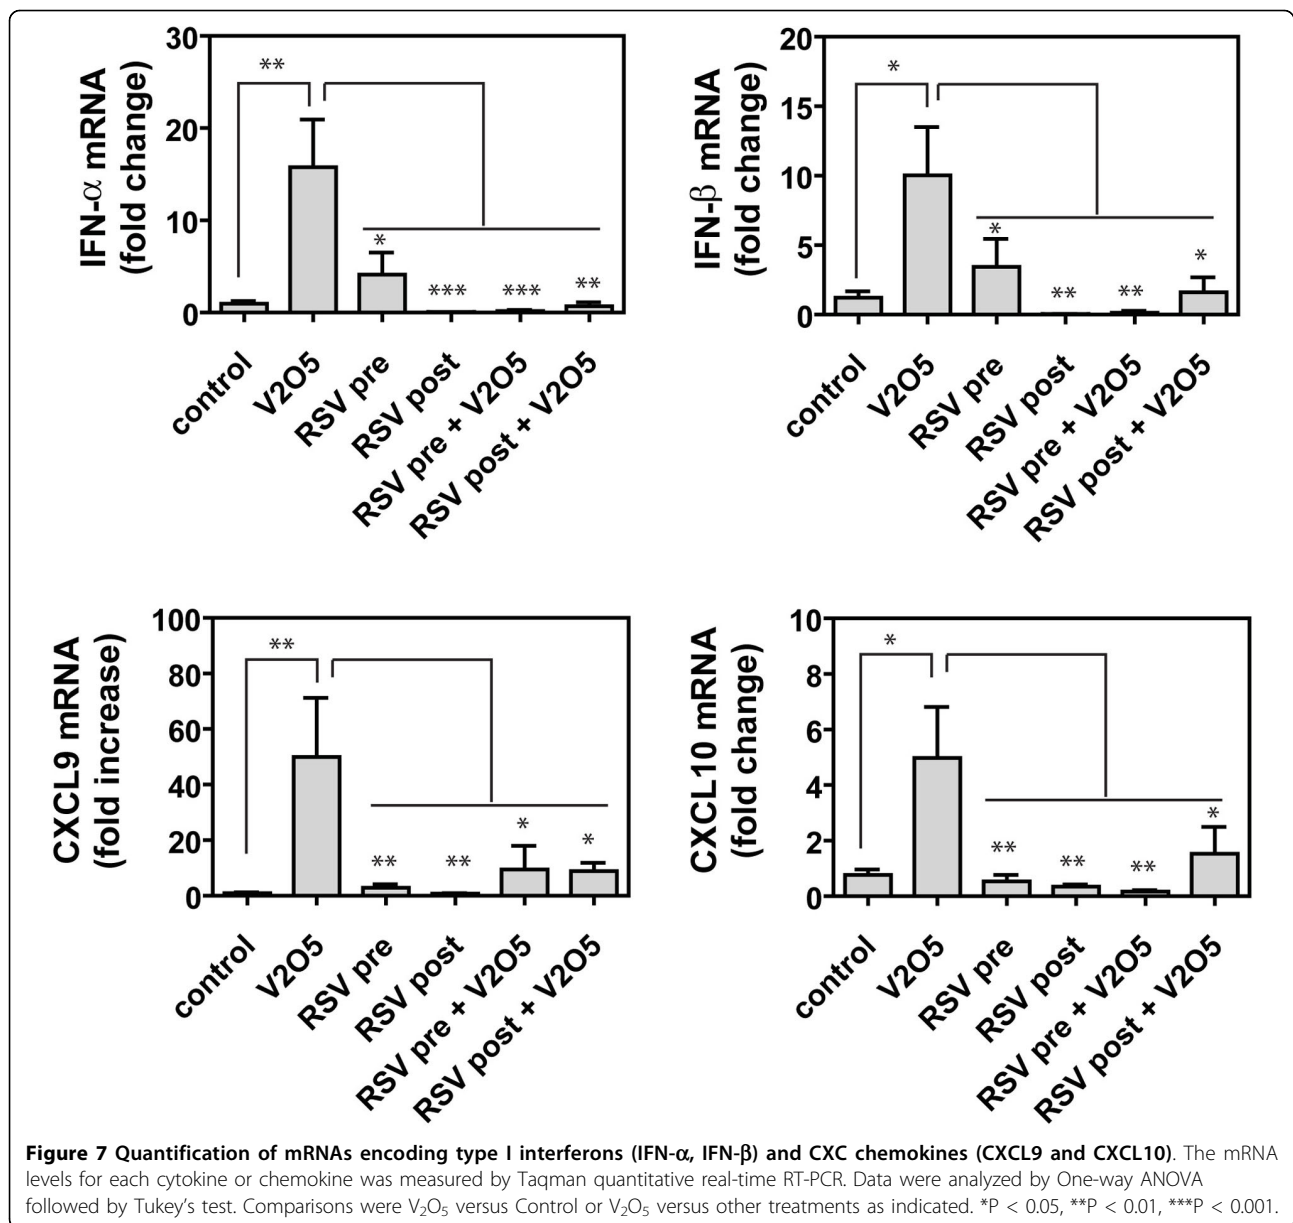 IFN-α mRNA
(fold change)
30
20
10
0
**
*
***
***
**
control
V2O5
RSV pre
RSV post
RSV pre + V2O5
RSV post + V2O5
IFN-β mRNA
(fold change)
20
15
10
5
0
*
*
**
**
*
control
V2O5
RSV pre
RSV post
RSV pre + V2O5
RSV post + V2O5
CXCL9 mRNA
(fold increase)
100
80
60
40
20
0
**
**
**
*
*
control
V2O5
RSV pre
RSV post
RSV pre + V2O5
RSV post + V2O5
CXCL10 mRNA
(fold change)
10
8
6
4
2
0
*
**
**
**
*
control
V2O5
RSV pre
RSV post
RSV pre + V2O5
RSV post + V2O5
Figure 7 Quantification of mRNAs encoding type I interferons (IFN-α, IFN-β) and CXC chemokines (CXCL9 and CXCL10). The mRNA
levels for each cytokine or chemokine was measured by Taqman quantitative real-time RT-PCR. Data were analyzed by One-way ANOVA
followed by Tukey's test. Comparisons were V₂O₅ versus Control or V₂O₅ versus other treatments as indicated. *P < 0.05, **P < 0.01, ***P < 0.001.